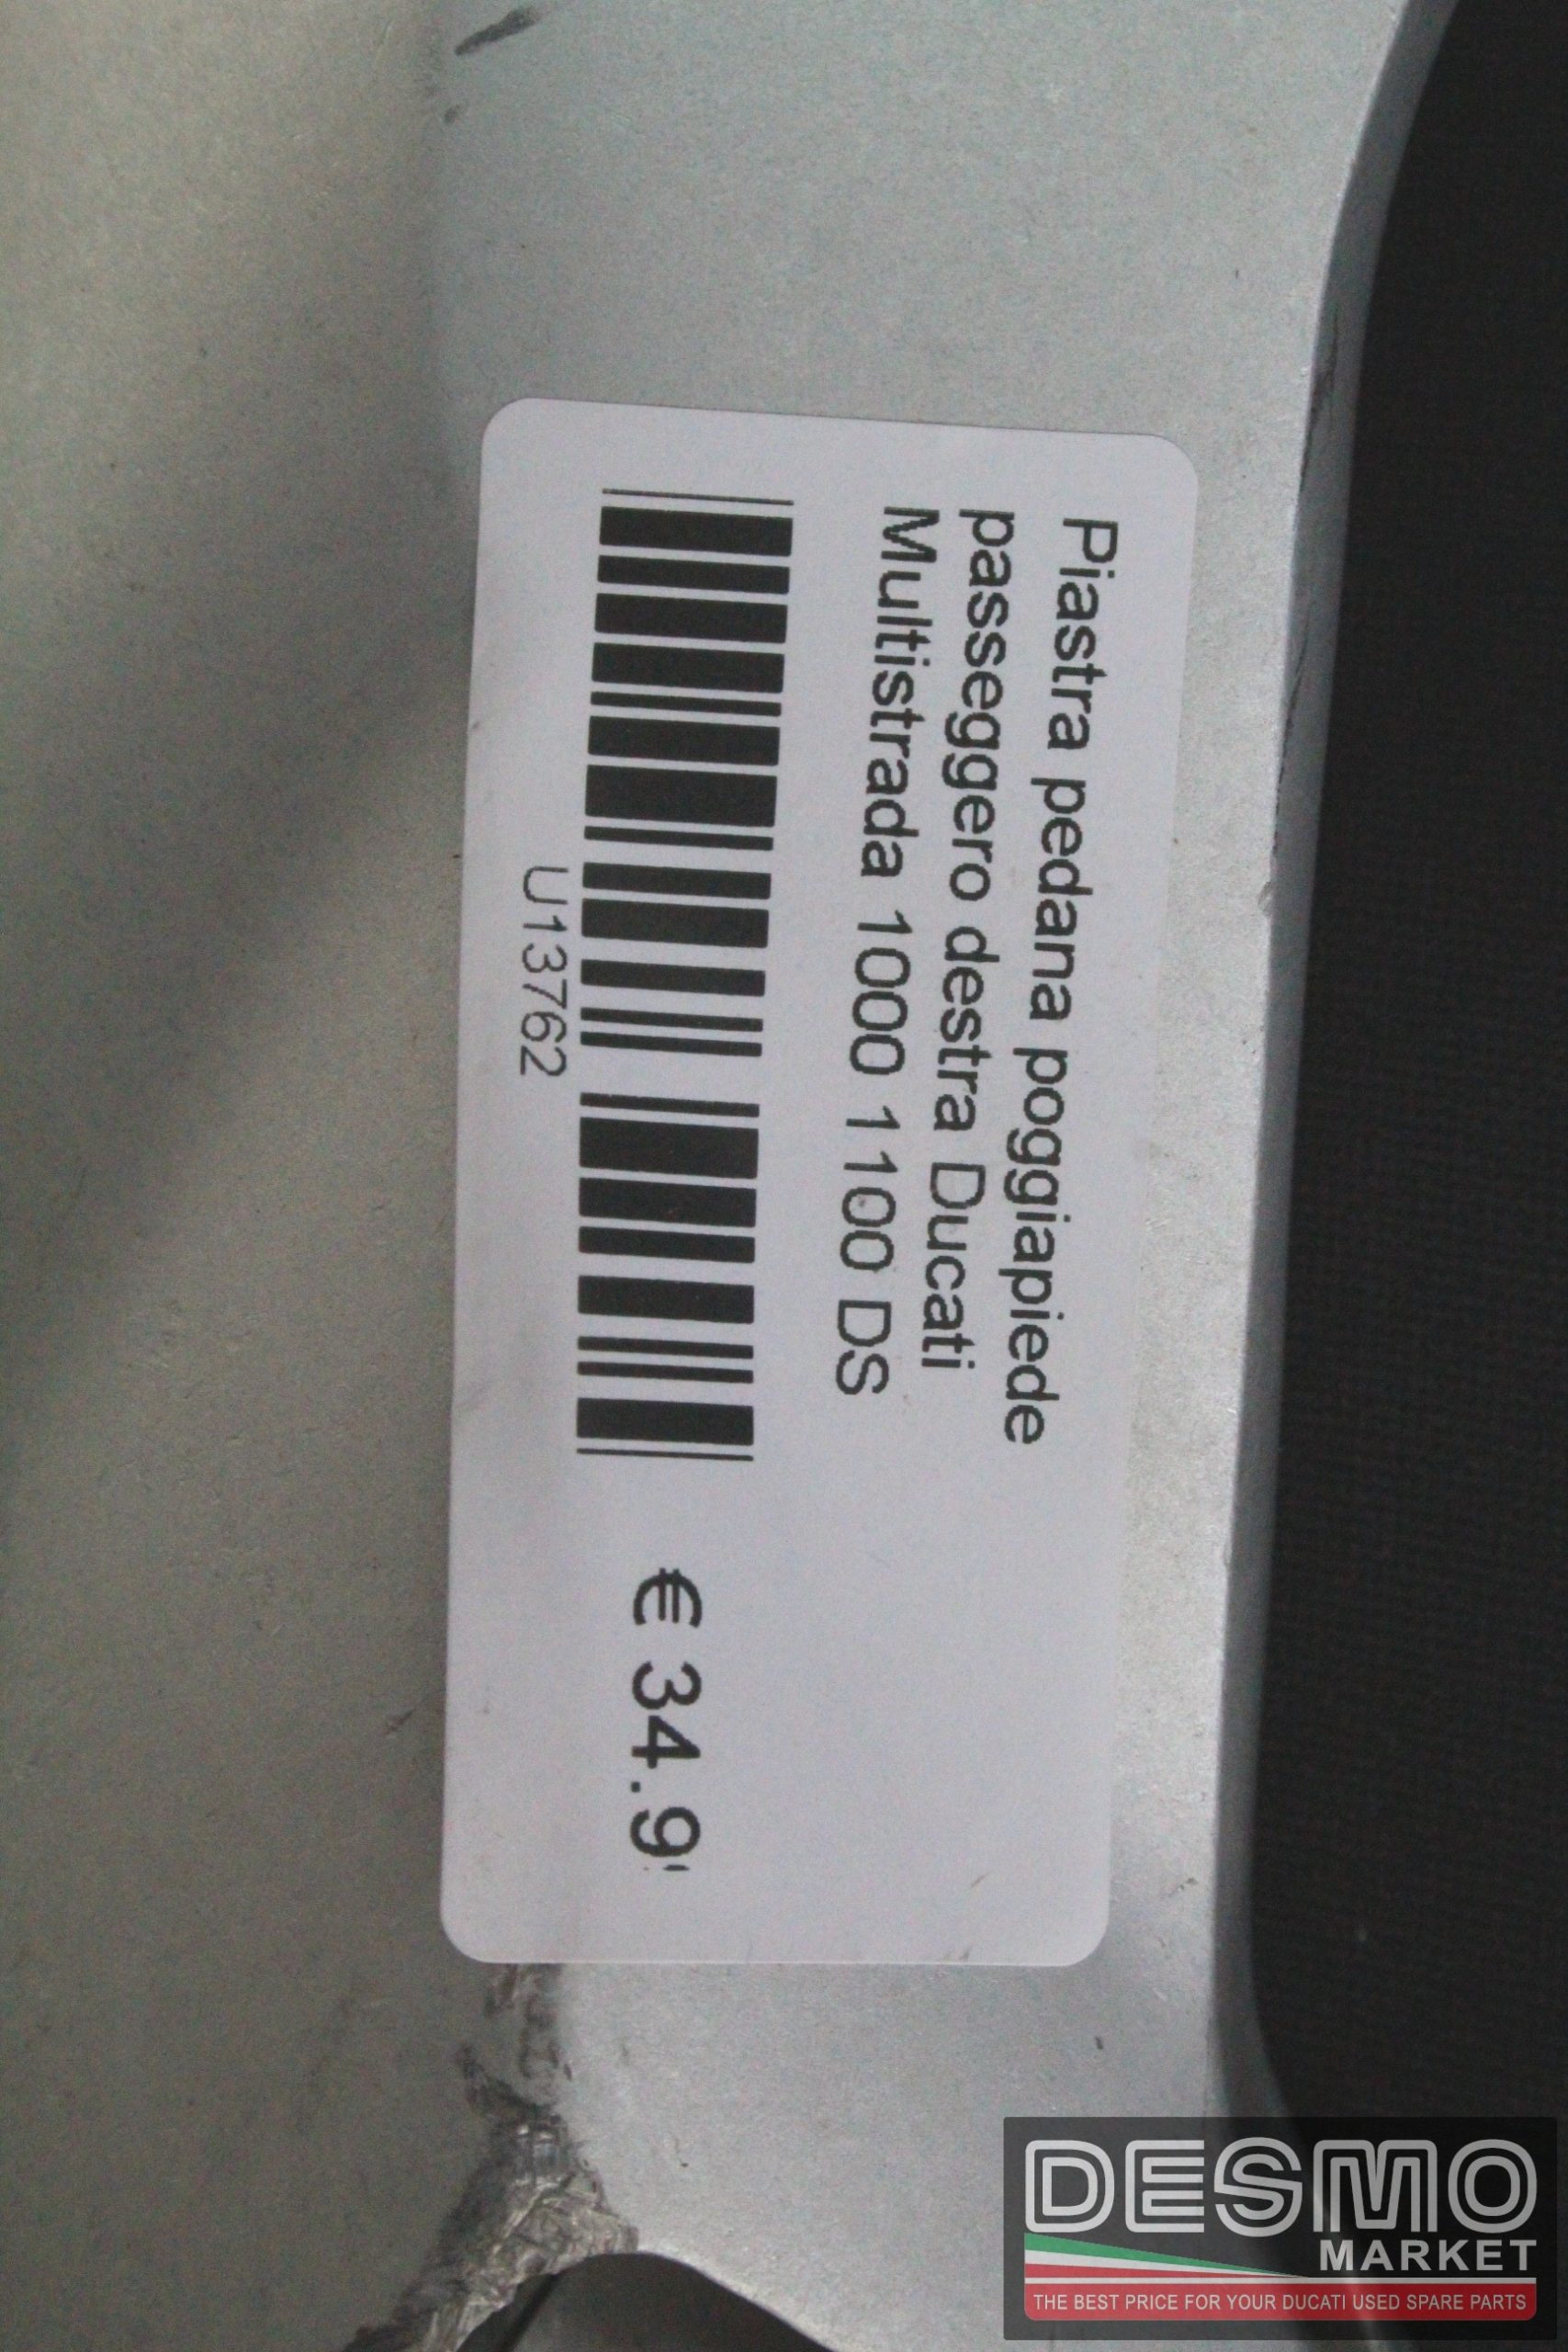 Piastra pedana poggiapiede
passeggero destra Ducati
Multistrada 1000 1100 DS
U13762
€ 34.9
DESMO
MARKET
THE BEST PRICE FOR YOUR DUCATI USED SPARE PARTS